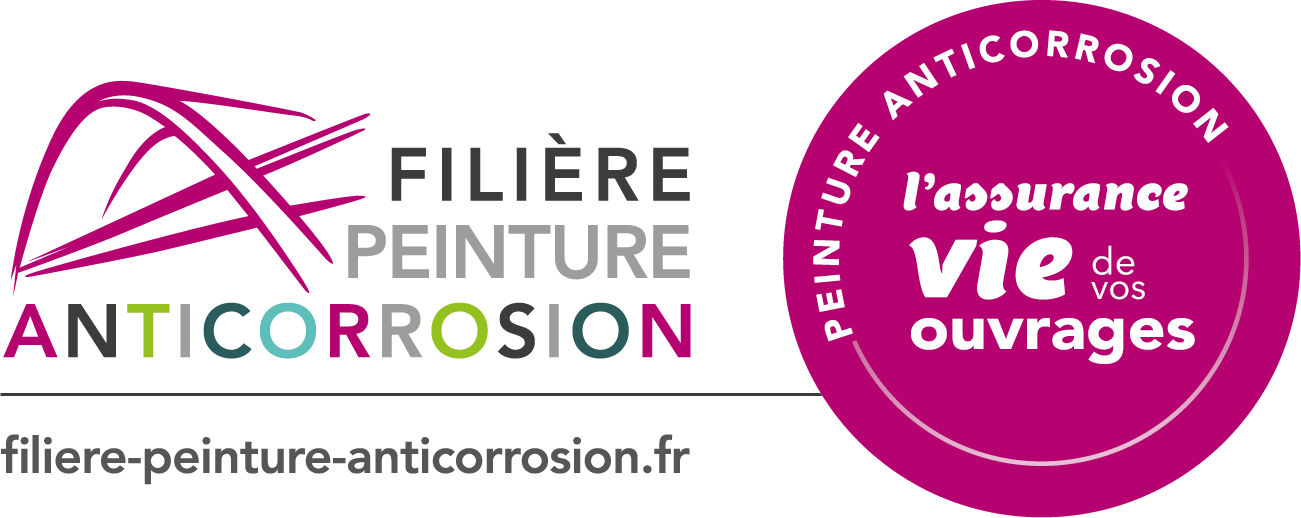 FILIÈRE
PEINTURE
ANTICORROSION
filiere-peinture-anticorrosion.fr
PEINTURE ANTICORROSION
l'assurance
vie de
vos
ouvrages